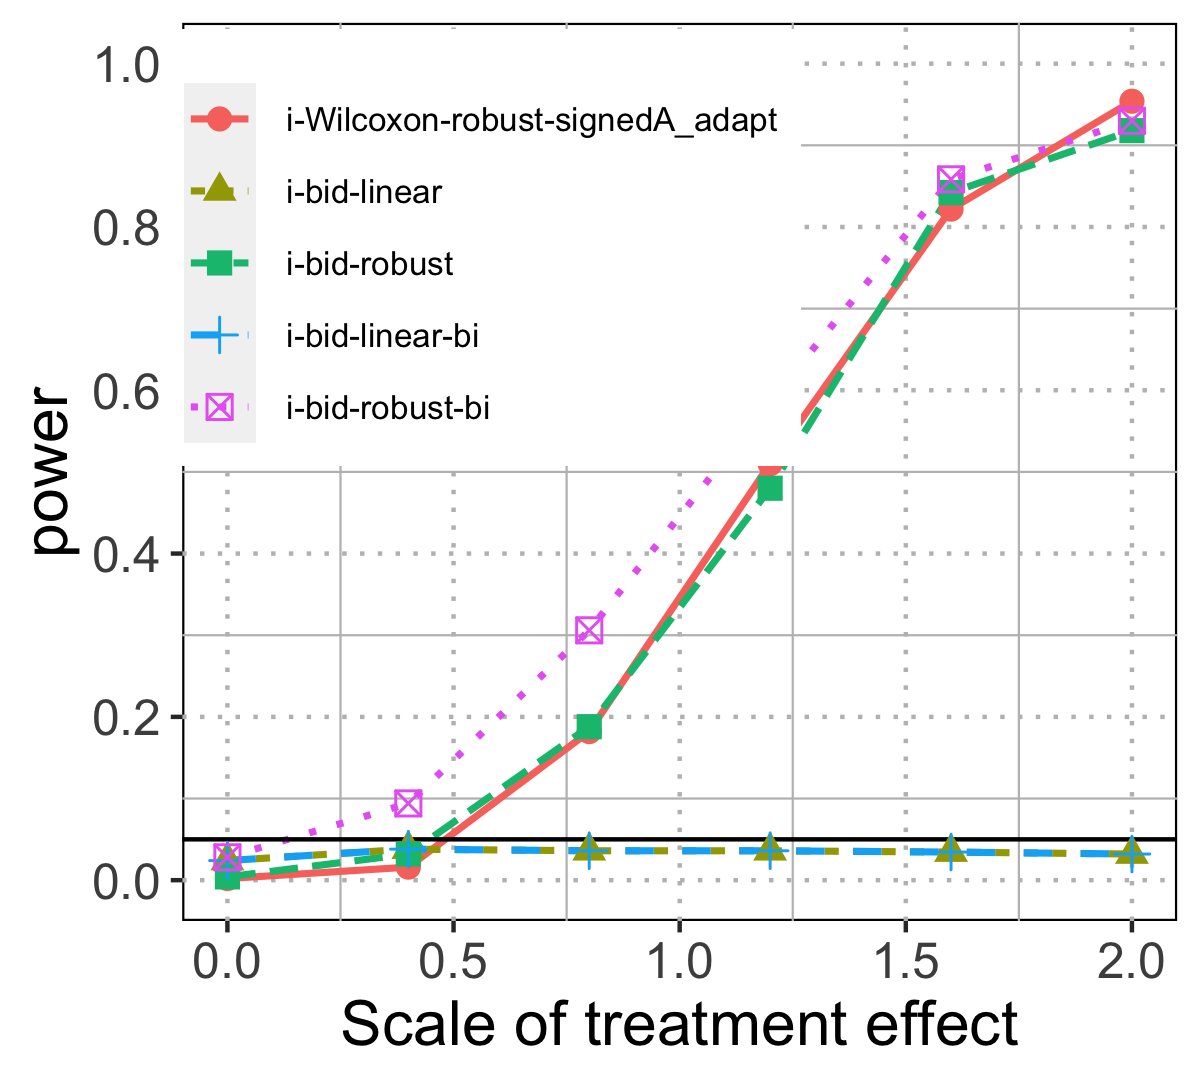 power
1.0
0.8
0.6
0.4
0.2
0.0
i-Wilcoxon-robust-signedA_adapt
i-bid-linear
i-bid-robust
i-bid-linear-bi
i-bid-robust-bi
0.0 0.5 1.0 1.5 2.0
Scale of treatment effect